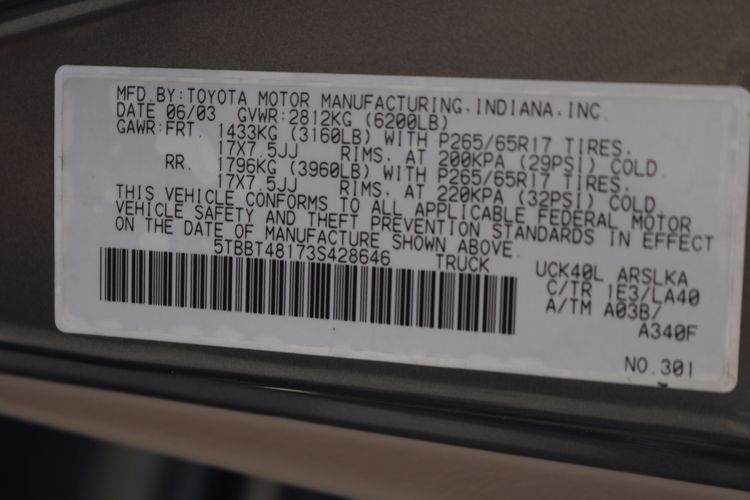 MFD. BY: TOYOTA MOTOR MANUFACTURING. INDIANA. INC.
DATE 06/03 GVWR: 2812KG (6200LB)
GAWR: FRT. 1433KG (3160LB) WITH P265/65R17 TIRES.
17X7.5JJ RIMS. AT 200KPA (29PSI) COLD
RR. 1796KG (3960LB) WITH P265/65R17 TIRES.
17X7.5JJ RIMS. AT 220KPA (32PSI) COLD
THIS VEHICLE CONFORMS TO ALL APPLICABLE FEDERAL MOTOR
VEHICLE SAFETY AND THEFT PREVENTION STANDARDS IN EFFECT
ON THE DATE OF MANUFACTURE SHOWN ABOVE.
5TBBT48173S428646 TRUCK
UCK40L ARSLKA
C/TR 1E3/LA40
A/TM A03B/
A340F
NO. 301